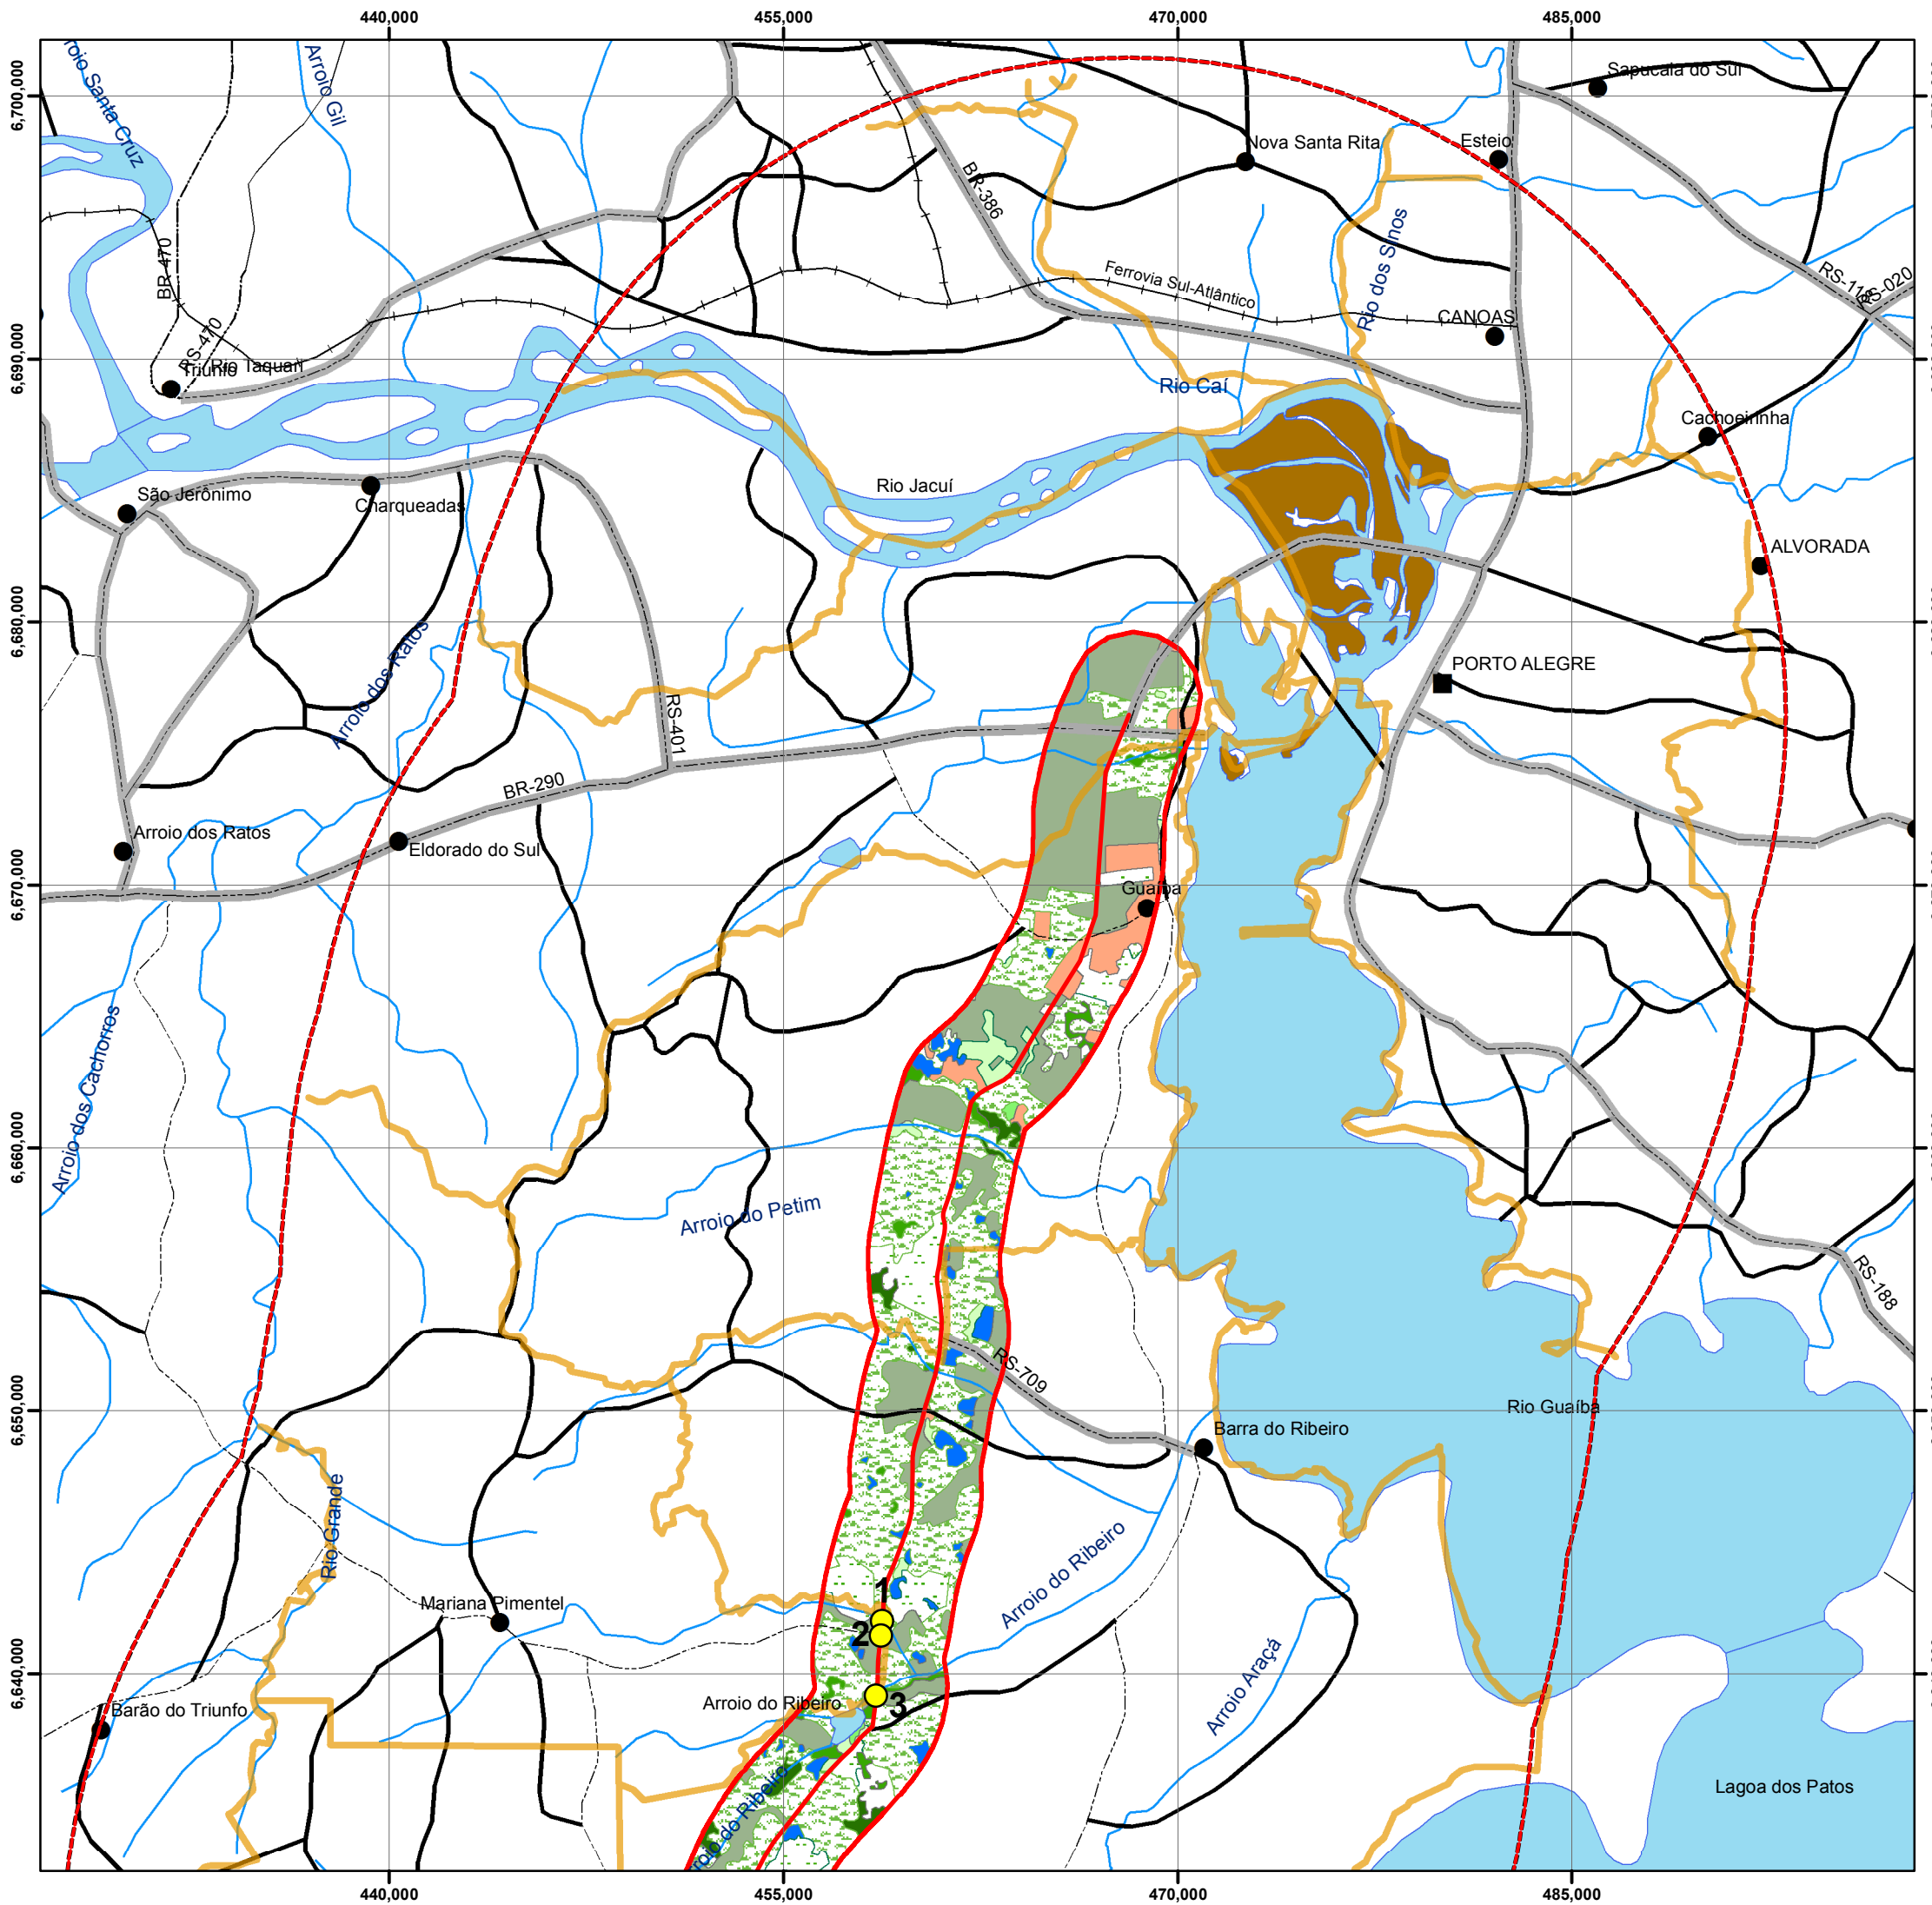 440,000
455,000
470,000
485,000
6,700,000
6,690,000
6,680,000
6,670,000
6,660,000
6,650,000
6,640,000
roio Santa Cruz
Arroio Gil
Sapucaia do Sul
Nova Santa Rita
Esteio
BR-386
BR-470
Rio dos Sinos
Ferrovia Sul-Atlântico
RS-118
RS-020
CANOAS
RS-470
Triunfo
Rio Taquari
Rio Caí
Cachoeirinha
São Jerônimo
Charqueadas
Rio Jacuí
ALVORADA
Arroio dos Ratos
PORTO ALEGRE
RS-401
BR-290
Arroio dos Ratos
Eldorado do Sul
Guaíba
Arroio dos Cachorros
Arroio do Petim
RS-188
RS-709
Rio Guaíba
Barra do Ribeiro
Rio Grande
Arroio do Ribeiro
1
Mariana Pimentel
2
Arroio Araçá
Arroio do Ribeiro
3
Barão do Triunfo
Lagoa dos Patos
roio do Ribeiro
440,000
455,000
470,000
485,000